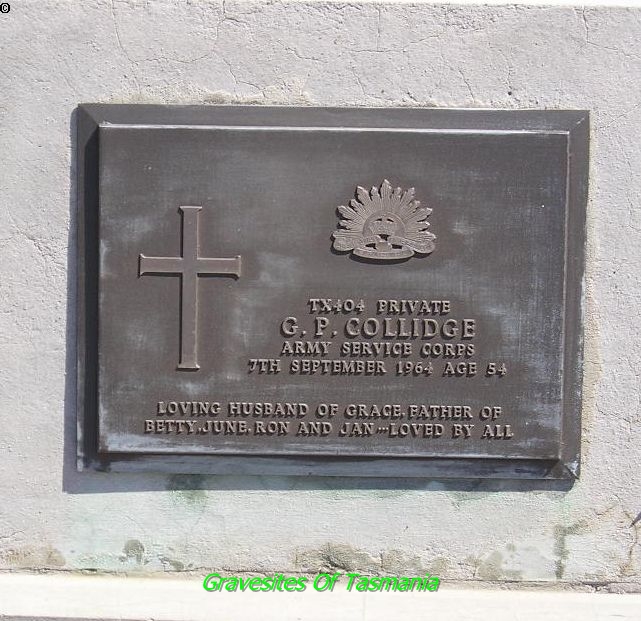 ©
TX404 PRIVATE
G. P. COLLIDGE
ARMY SERVICE CORPS
7TH SEPTEMBER 1964 AGE 54
LOVING HUSBAND OF GRACE. FATHER OF
BETTY. JUNE. RON AND JAN --- LOVED BY ALL
Gravesites Of Tasmania